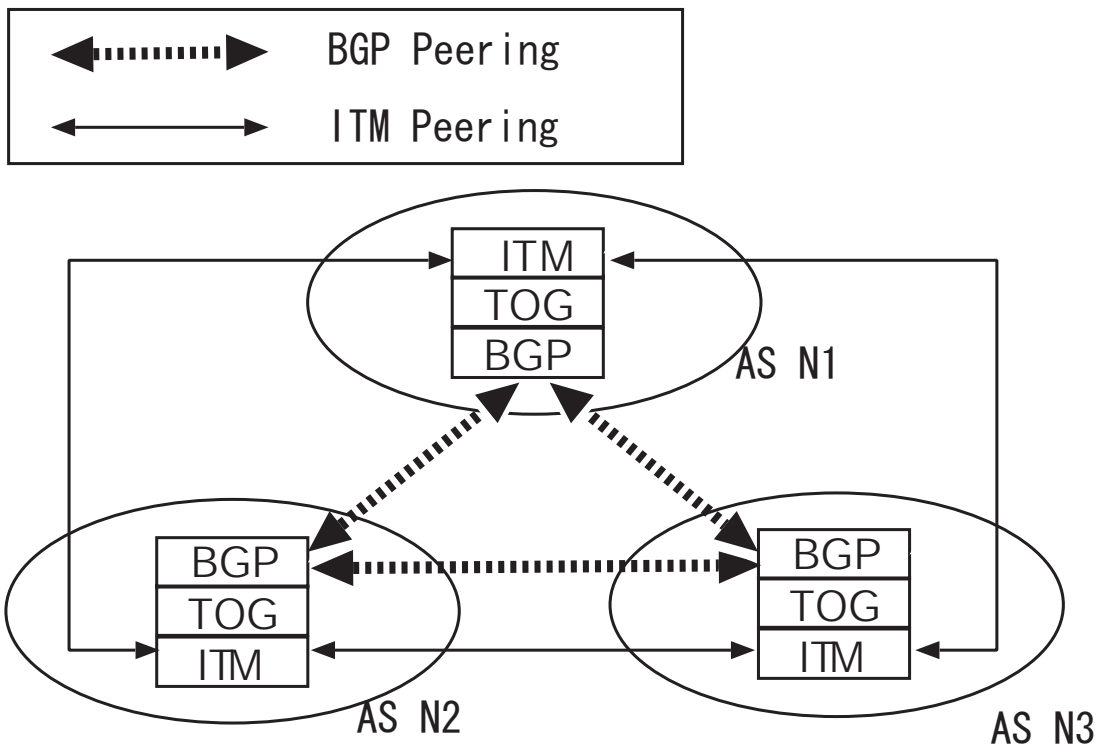 BGP Peering
ITM Peering
ITM
TOG
BGP
AS N1
BGP
TOG
ITM
AS N2
BGP
TOG
ITM
AS N3